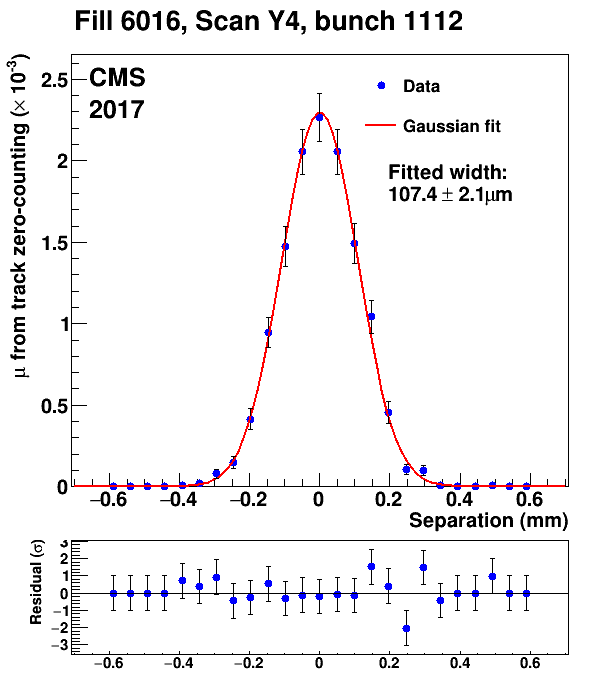 Fill 6016, Scan Y4, bunch 1112
μ from track zero-counting (× 10⁻³)
CMS
2017
Data
Gaussian fit
Fitted width:
107.4 ± 2.1μm
2.5
2
1.5
1
0.5
0
−0.6 −0.4 −0.2 0 0.2 0.4 0.6
Separation (mm)
Residual (σ)
3
2
1
0
−1
−2
−3
−0.6 −0.4 −0.2 0 0.2 0.4 0.6